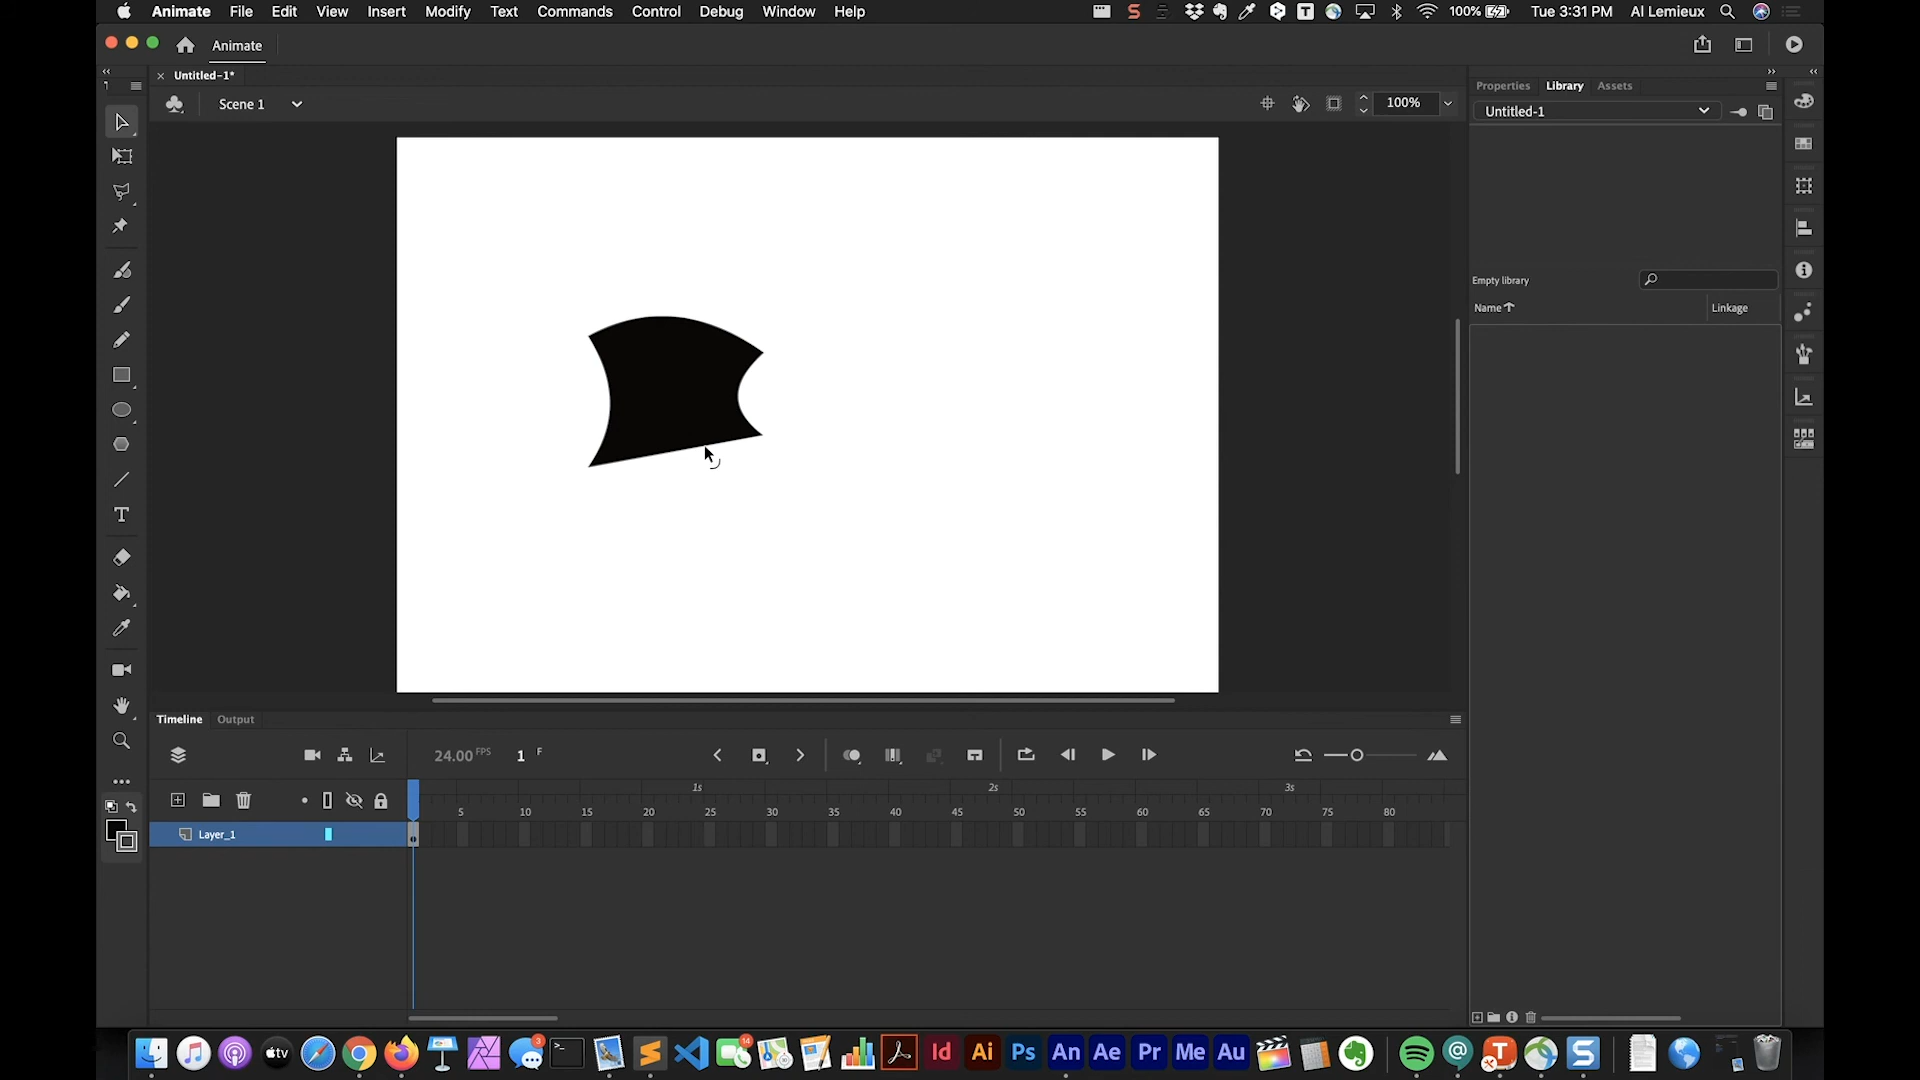 Animate File Edit View Insert Modify Text Commands Control Debug Window Help 100% Tue 3:31 PM Al Lemieux
Animate
Untitled-1*
Scene 1 100%
Properties Library Assets
Untitled-1
Empty library
Name Linkage
Timeline Output
24.00 FPS 1 F
1s 2s 3s
5 10 15 20 25 30 35 40 45 50 55 60 65 70 75 80
Layer_1
tv 3 14 Id Ai Ps An Ae Pr Me Au